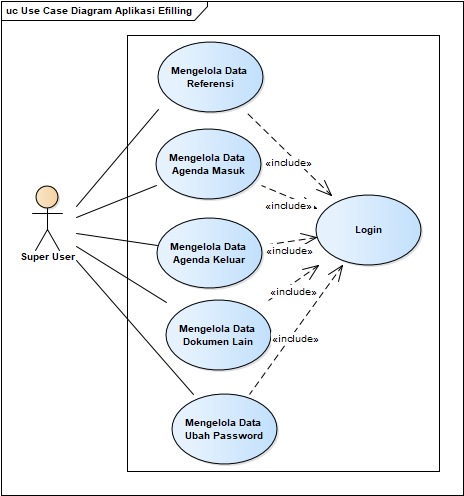 uc Use Case Diagram Aplikasi Efilling
Mengelola Data
Referensi
«include»
Mengelola Data
Agenda Masuk
«include»
Login
Super User
Mengelola Data
Agenda Keluar
«include»
«include»
Mengelola Data
Dokumen Lain
«include»
Mengelola Data
Ubah Password